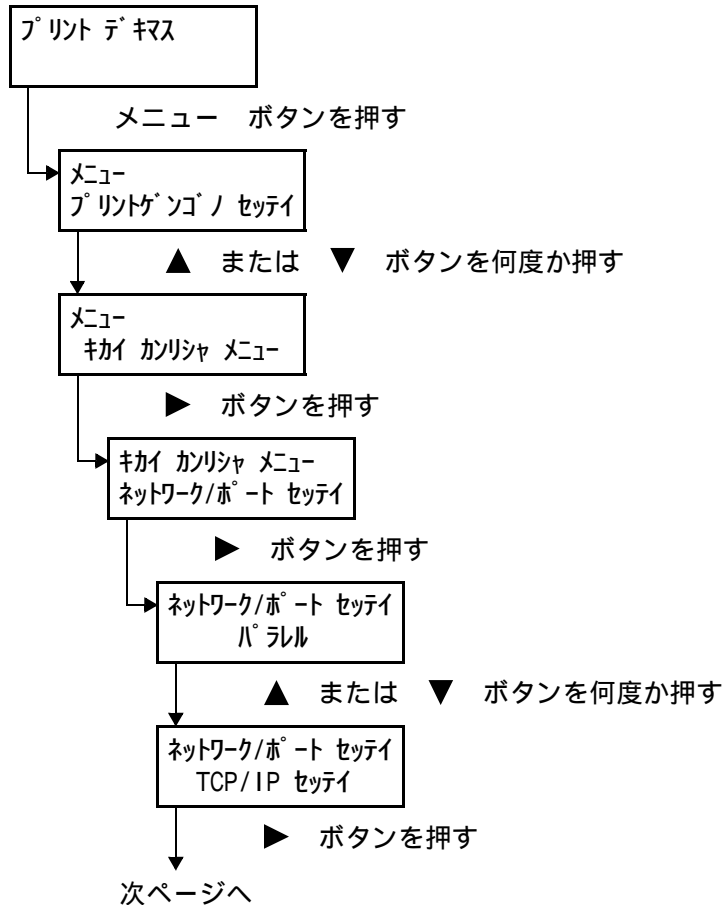 ﾌﾟﾘﾝﾄ ﾃﾞｷﾏｽ
メニュー ボタンを押す
ﾒﾆｭｰ
ﾌﾟﾘﾝﾄｹﾞﾝｺﾞﾉ ｾｯﾃｲ
▲ または ▼ ボタンを何度か押す
ﾒﾆｭｰ
ｷｶｲ ｶﾝﾘｼｬ ﾒﾆｭｰ
▶ ボタンを押す
ｷｶｲ ｶﾝﾘｼｬ ﾒﾆｭｰ
ﾈｯﾄﾜｰｸ/ﾎﾟｰﾄ ｾｯﾃｲ
▶ ボタンを押す
ﾈｯﾄﾜｰｸ/ﾎﾟｰﾄ ｾｯﾃｲ
ﾊﾟﾗﾚﾙ
▲ または ▼ ボタンを何度か押す
ﾈｯﾄﾜｰｸ/ﾎﾟｰﾄ ｾｯﾃｲ
TCP/IP ｾｯﾃｲ
▶ ボタンを押す
次ページへ